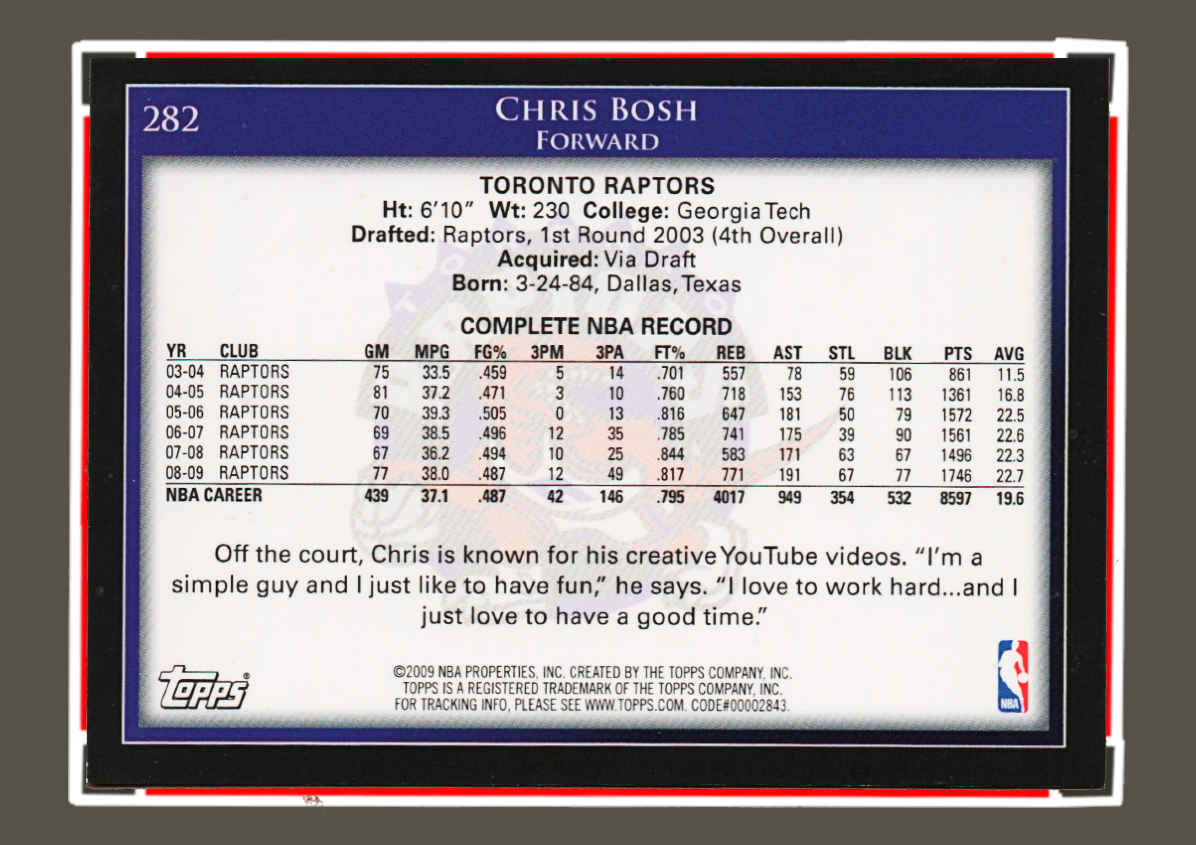 282
CHRIS BOSH
FORWARD
TORONTO RAPTORS
Ht: 6'10" Wt: 230 College: Georgia Tech
Drafted: Raptors, 1st Round 2003 (4th Overall)
Acquired: Via Draft
Born: 3-24-84, Dallas, Texas
COMPLETE NBA RECORD
YR CLUB GM MPG FG% 3PM 3PA FT% REB AST STL BLK PTS AVG
03-04 RAPTORS 75 33.5 .459 5 14 .701 557 78 59 106 861 11.5
04-05 RAPTORS 81 37.2 .471 3 10 .760 718 153 76 113 1361 16.8
05-06 RAPTORS 70 39.3 .505 0 13 .816 647 181 50 79 1572 22.5
06-07 RAPTORS 69 38.5 .496 12 35 .785 741 175 39 90 1561 22.6
07-08 RAPTORS 67 36.2 .494 10 25 .844 583 171 63 67 1496 22.3
08-09 RAPTORS 77 38.0 .487 12 49 .817 771 191 67 77 1746 22.7
NBA CAREER 439 37.1 .487 42 146 .795 4017 949 354 532 8597 19.6
Off the court, Chris is known for his creative YouTube videos. "I'm a
simple guy and I just like to have fun," he says. "I love to work hard...and I
just love to have a good time."
Topps®
©2009 NBA PROPERTIES, INC. CREATED BY THE TOPPS COMPANY, INC.
TOPPS IS A REGISTERED TRADEMARK OF THE TOPPS COMPANY, INC.
FOR TRACKING INFO, PLEASE SEE WWW.TOPPS.COM. CODE#00002843.
NBA